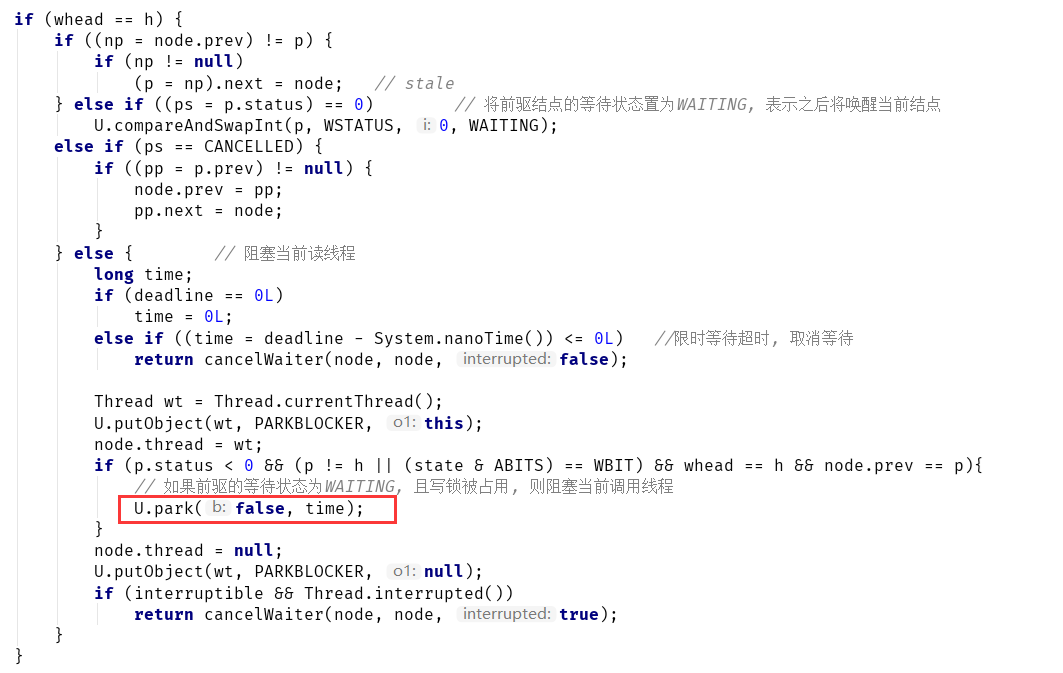 if (whead == h) {
if ((np = node.prev) != p) {
if (np != null)
(p = np).next = node;   // stale
} else if ((ps = p.status) == 0)        // 将前驱结点的等待状态置为WAITING, 表示之后将唤醒当前结点
U.compareAndSwapInt(p, WSTATUS, i: 0, WAITING);
else if (ps == CANCELLED) {
if ((pp = p.prev) != null) {
node.prev = pp;
pp.next = node;
}
} else {        // 阻塞当前读线程
long time;
if (deadline == 0L)
time = 0L;
else if ((time = deadline - System.nanoTime()) <= 0L)   //限时等待超时, 取消等待
return cancelWaiter(node, node, interrupted: false);
Thread wt = Thread.currentThread();
U.putObject(wt, PARKBLOCKER, o1: this);
node.thread = wt;
if (p.status < 0 && (p != h || (state & ABITS) == WBIT) && whead == h && node.prev == p){
// 如果前驱的等待状态为WAITING, 且写锁被占用, 则阻塞当前调用线程
U.park( b: false, time);
}
node.thread = null;
U.putObject(wt, PARKBLOCKER, o1: null);
if (interruptible && Thread.interrupted())
return cancelWaiter(node, node, interrupted: true);
}
}